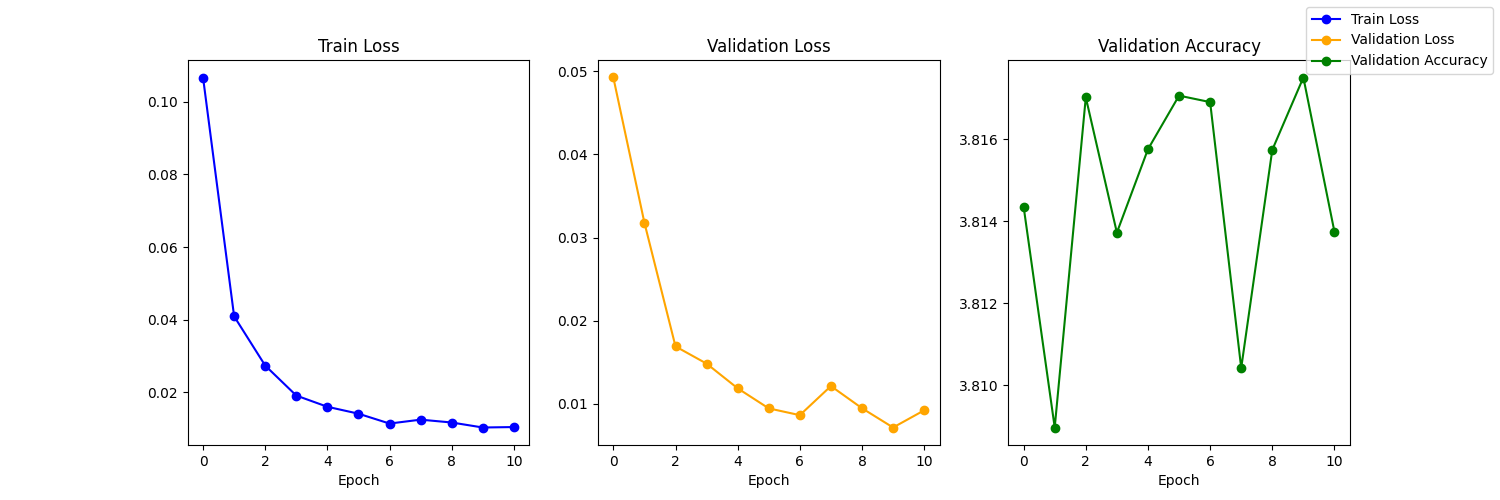 Train Loss
Validation Loss
Validation Accuracy
Train Loss
0.10
0.08
0.06
0.04
0.02
0 2 4 6 8 10
Epoch
Validation Loss
0.05
0.04
0.03
0.02
0.01
0 2 4 6 8 10
Epoch
Validation Accuracy
3.816
3.814
3.812
3.810
0 2 4 6 8 10
Epoch